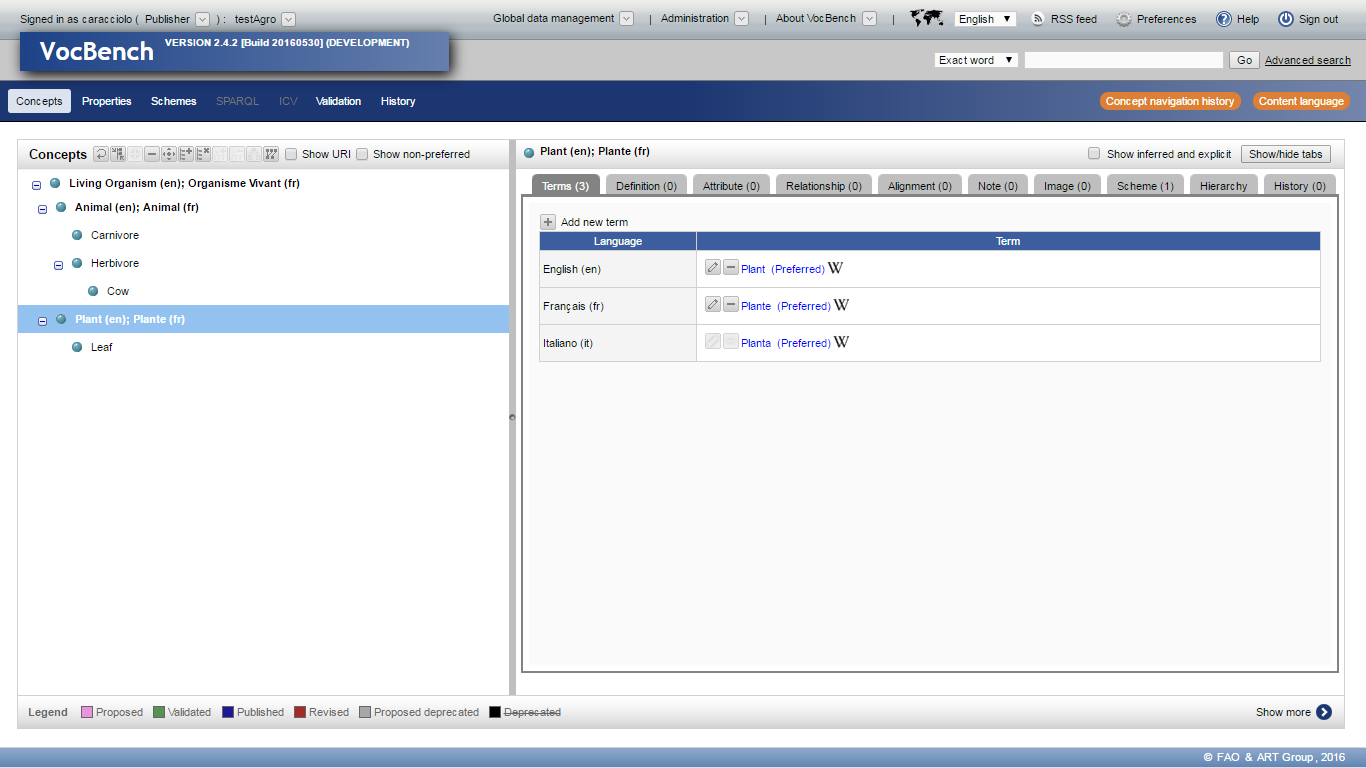 Signed in as caracciolo ( Publisher ) : testAgro Global data management | Administration | About VocBench | English ▼ RSS feed Preferences Help Sign out
VocBench VERSION 2.4.2 [Build 20160530] (DEVELOPMENT)
Exact word ▼ Go Advanced search
Concepts Properties Schemes SPARQL ICV Validation History Concept navigation history Content language
Concepts Show URI Show non-preferred
Living Organism (en); Organisme Vivant (fr)
Animal (en); Animal (fr)
Carnivore
Herbivore
Cow
Plant (en); Plante (fr)
Leaf
Plant (en); Plante (fr) Show inferred and explicit Show/hide tabs
Terms (3) Definition (0) Attribute (0) Relationship (0) Alignment (0) Note (0) Image (0) Scheme (1) Hierarchy History (0)
Add new term
Language Term
English (en) Plant (Preferred) W
Français (fr) Plante (Preferred) W
Italiano (it) Planta (Preferred) W
Legend Proposed Validated Published Revised Proposed deprecated Deprecated Show more
© FAO & ART Group, 2016